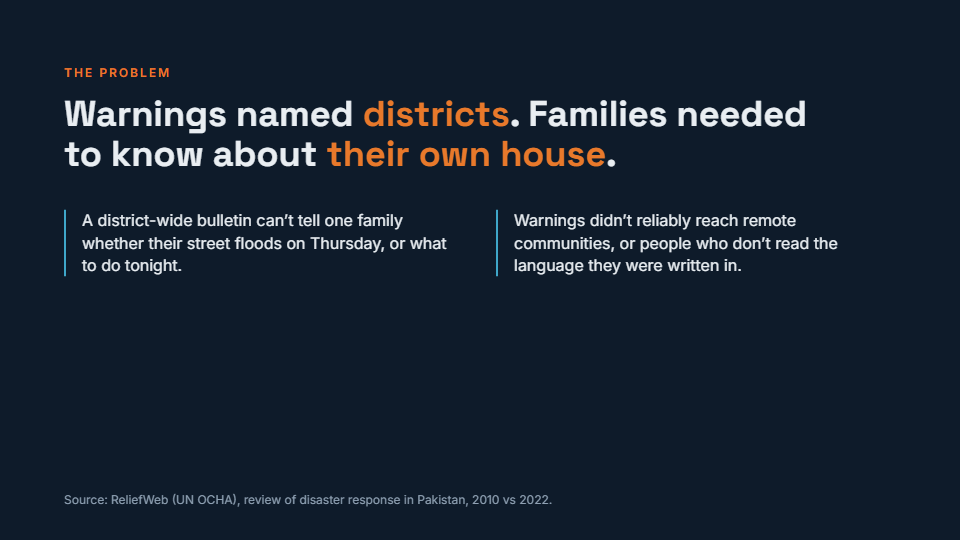 THE PROBLEM
Warnings named districts. Families needed
to know about their own house.
A district-wide bulletin can’t tell one family
whether their street floods on Thursday, or what
to do tonight.
Warnings didn’t reliably reach remote
communities, or people who don’t read the
language they were written in.
Source: ReliefWeb (UN OCHA), review of disaster response in Pakistan, 2010 vs 2022.